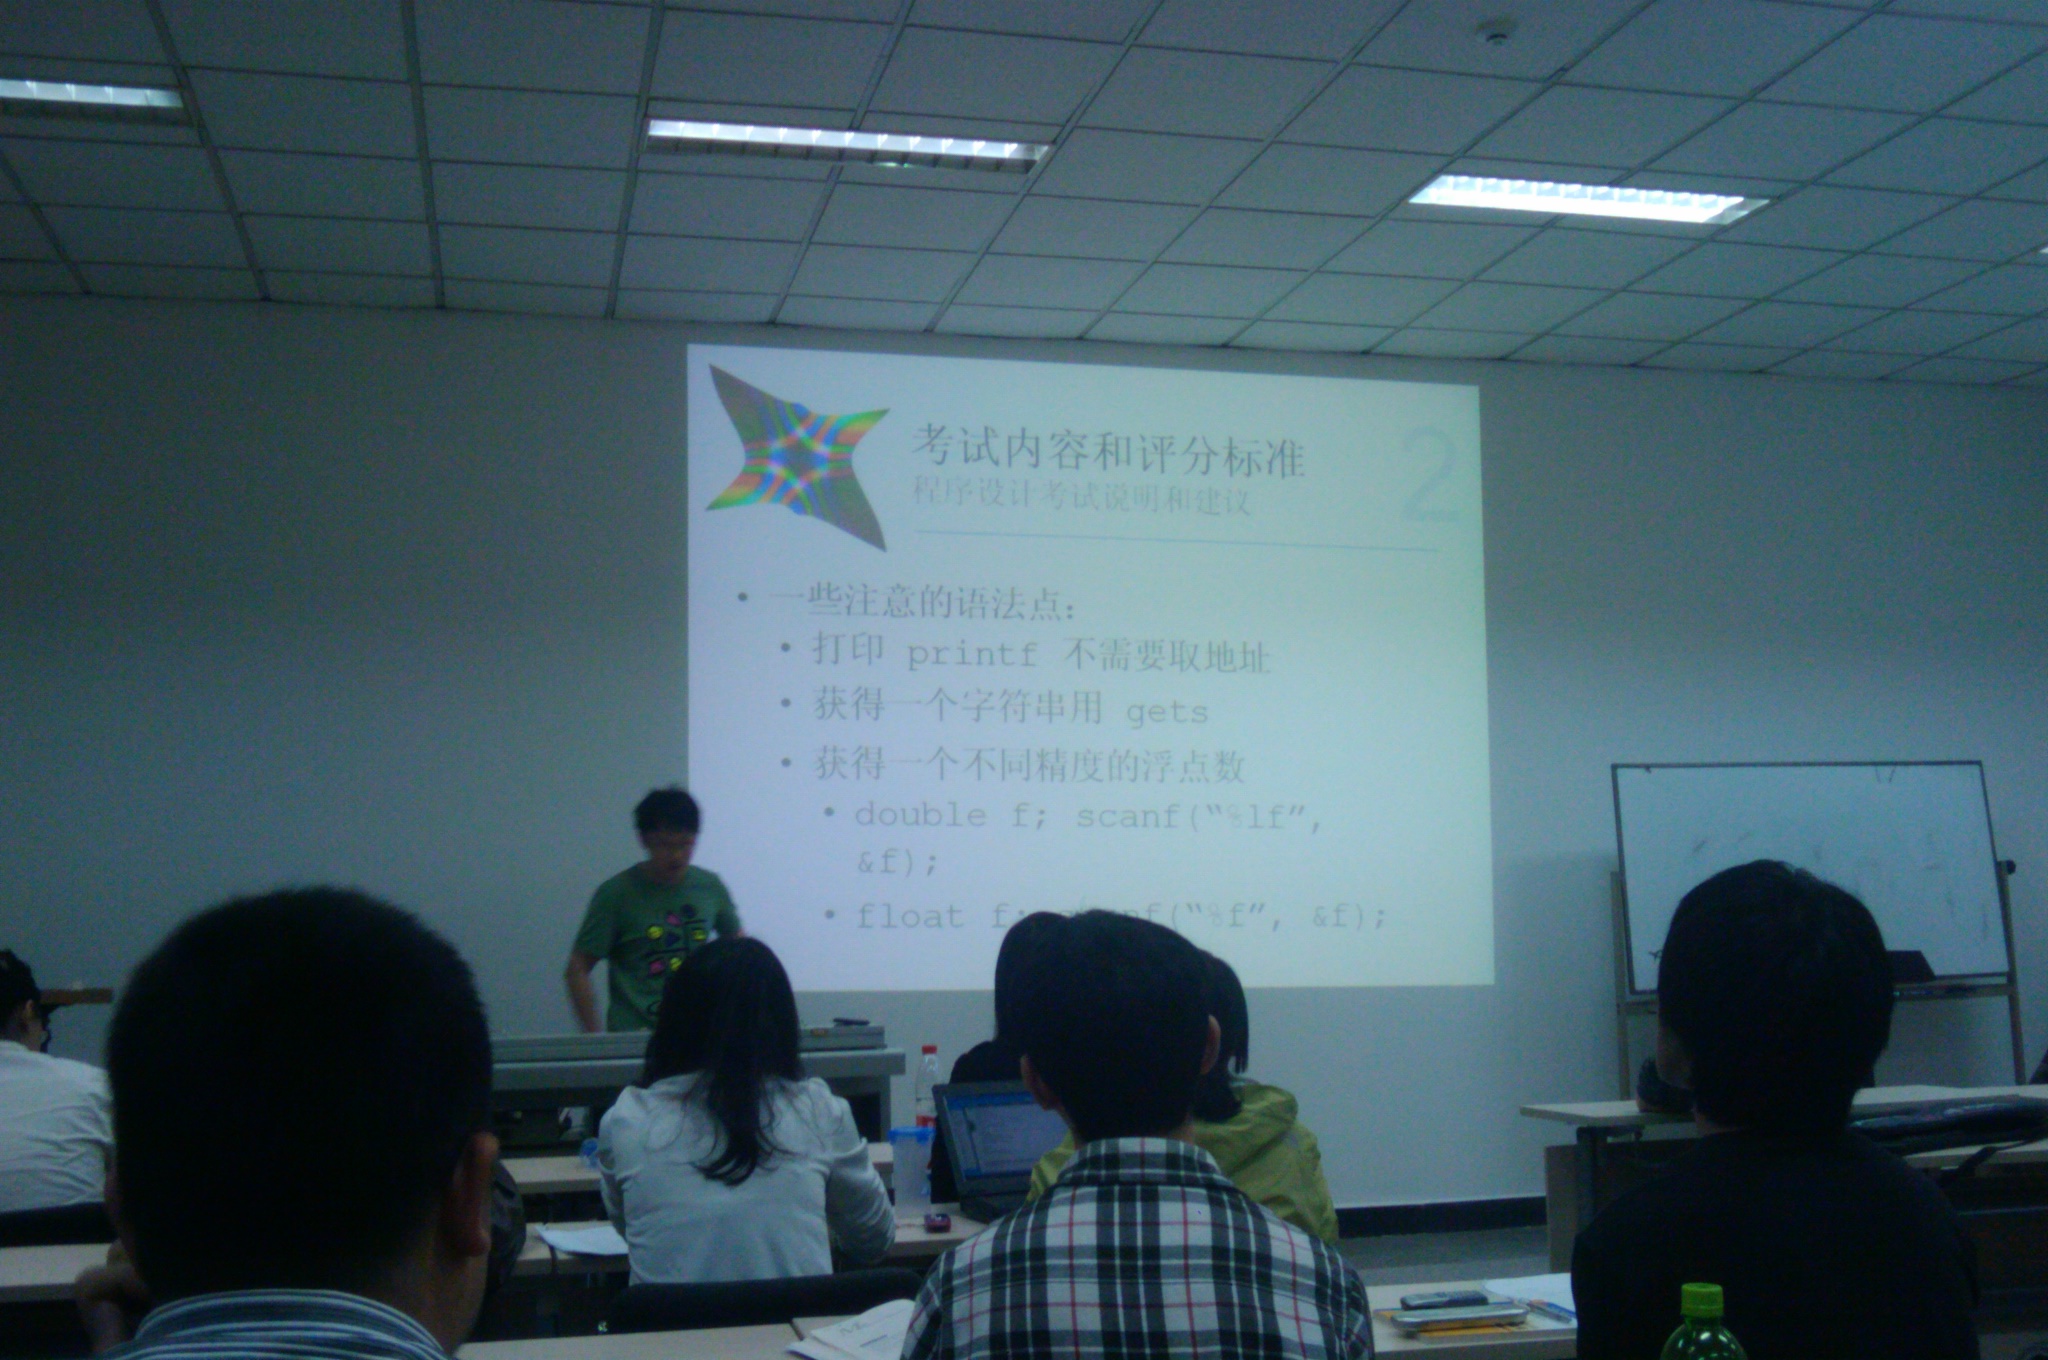 考试内容和评分标准
2
程序设计考试说明和建议
• 一些注意的语法点：
• 打印 printf 不需要取地址
• 获得一个字符串用 gets
• 获得一个不同精度的浮点数
• double f; scanf(“%lf”,
&f);
• float f; scanf(“%f”, &f);